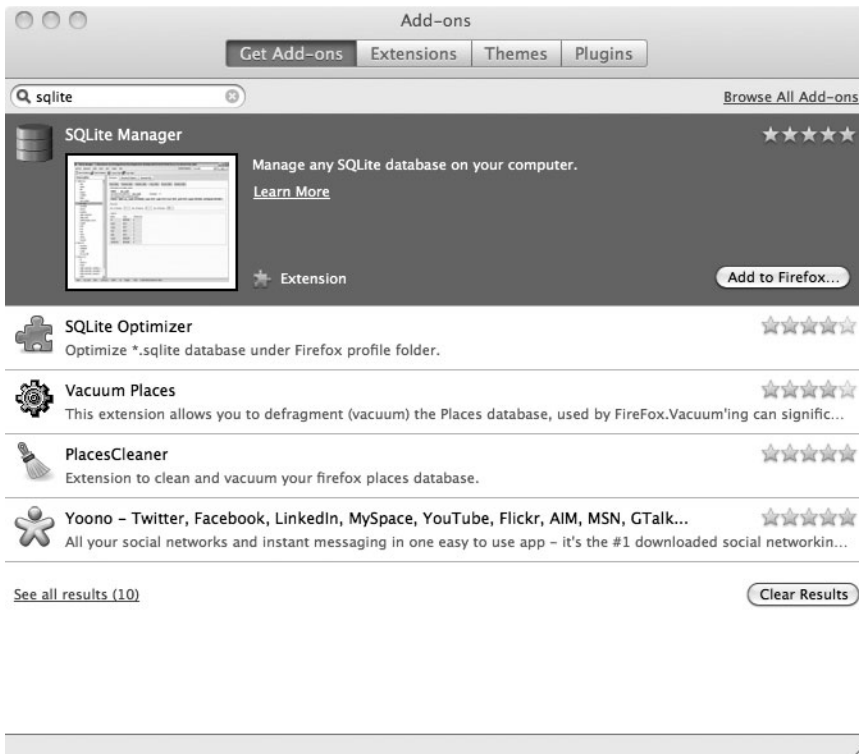 Add-ons
Get Add-ons Extensions Themes Plugins
sqlite
Browse All Add-ons
SQLite Manager
Manage any SQLite database on your computer.
Learn More
Extension
Add to Firefox...
SQLite Optimizer
Optimize *.sqlite database under Firefox profile folder.
Vacuum Places
This extension allows you to defragment (vacuum) the Places database, used by FireFox.Vacuum'ing can signific...
PlacesCleaner
Extension to clean and vacuum your firefox places database.
Yoono – Twitter, Facebook, LinkedIn, MySpace, YouTube, Flickr, AIM, MSN, GTalk...
All your social networks and instant messaging in one easy to use app – it's the #1 downloaded social networkin...
See all results (10)
Clear Results